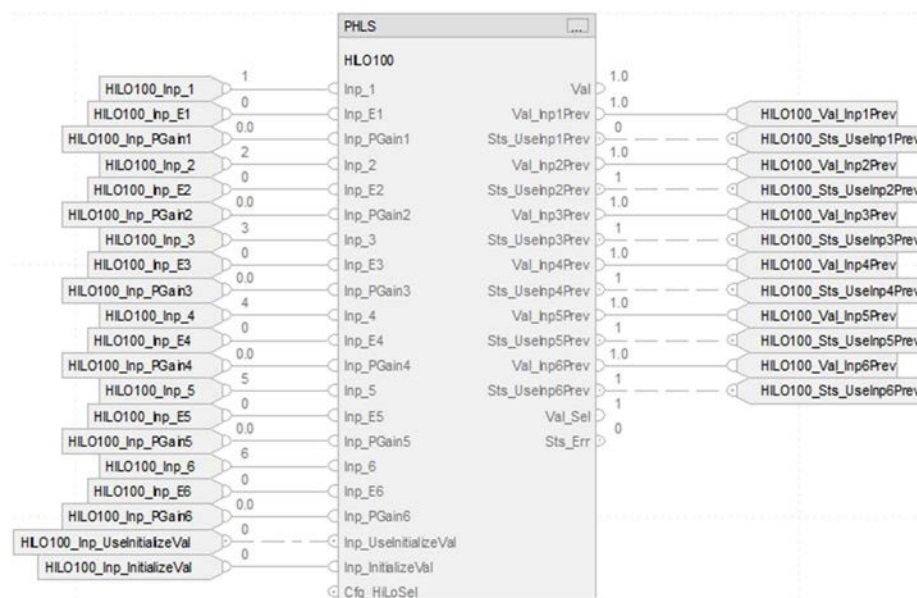 PHLS ...
HILO100
1 1.0
HILO100_Inp_1 Inp_1 Val
0 1.0
HILO100_Inp_E1 Inp_E1 Val_Inp1Prev HILO100_Val_Inp1Prev
0.0 0
HILO100_Inp_PGain1 Inp_PGain1 Sts_UseInp1Prev HILO100_Sts_UseInp1Prev
2 1.0
HILO100_Inp_2 Inp_2 Val_Inp2Prev HILO100_Val_Inp2Prev
0 1
HILO100_Inp_E2 Inp_E2 Sts_UseInp2Prev HILO100_Sts_UseInp2Prev
0.0 1.0
HILO100_Inp_PGain2 Inp_PGain2 Val_Inp3Prev HILO100_Val_Inp3Prev
3 1
HILO100_Inp_3 Inp_3 Sts_UseInp3Prev HILO100_Sts_UseInp3Prev
0 1.0
HILO100_Inp_E3 Inp_E3 Val_Inp4Prev HILO100_Val_Inp4Prev
0.0 1
HILO100_Inp_PGain3 Inp_PGain3 Sts_UseInp4Prev HILO100_Sts_UseInp4Prev
4 1.0
HILO100_Inp_4 Inp_4 Val_Inp5Prev HILO100_Val_Inp5Prev
0 1
HILO100_Inp_E4 Inp_E4 Sts_UseInp5Prev HILO100_Sts_UseInp5Prev
0.0 1.0
HILO100_Inp_PGain4 Inp_PGain4 Val_Inp6Prev HILO100_Val_Inp6Prev
5 1
HILO100_Inp_5 Inp_5 Sts_UseInp6Prev HILO100_Sts_UseInp6Prev
0 1
HILO100_Inp_E5 Inp_E5 Val_Sel
0.0 0
HILO100_Inp_PGain5 Inp_PGain5 Sts_Err
6
HILO100_Inp_6 Inp_6
0
HILO100_Inp_E6 Inp_E6
0.0
HILO100_Inp_PGain6 Inp_PGain6
0
HILO100_Inp_UseInitializeVal Inp_UseInitializeVal
0
HILO100_Inp_InitializeVal Inp_InitializeVal
Cfg_HiLoSel